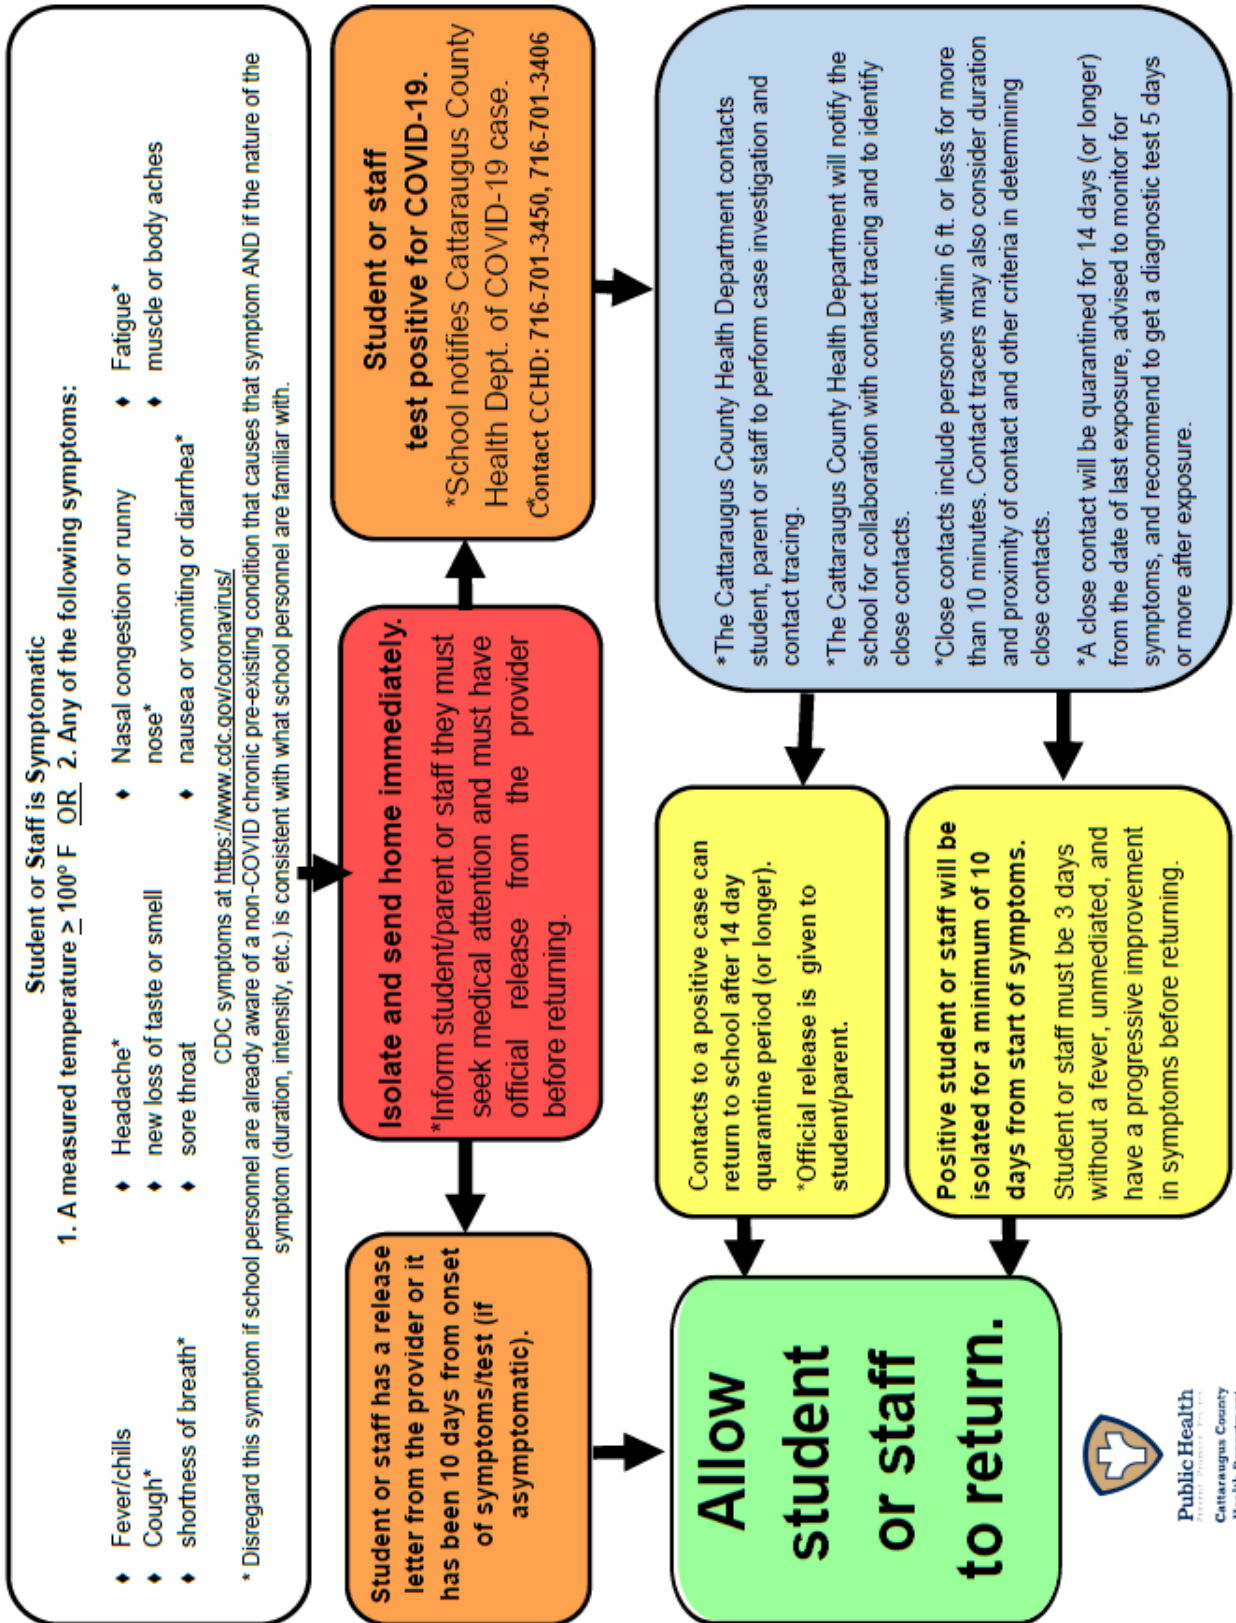 Student or Staff is Symptomatic
1. A measured temperature > 100° F OR 2. Any of the following symptoms:
♦ Fever/chills
♦ Cough*
♦ shortness of breath*
♦ Headache*
♦ new loss of taste or smell
♦ sore throat
♦ Nasal congestion or runny
nose*
♦ nausea or vomiting or diarrhea*
♦ Fatigue*
♦ muscle or body aches
CDC symptoms at https://www.cdc.gov/coronavirus/
* Disregard this symptom if school personnel are already aware of a non-COVID chronic pre-existing condition that causes that symptom AND if the nature of the
symptom (duration, intensity, etc.) is consistent with what school personnel are familiar with.
Student or staff has a release
letter from the provider or it
has been 10 days from onset
of symptoms/test (if
asymptomatic).
Isolate and send home immediately.
*Inform student/parent or staff they must
seek medical attention and must have
official release from the provider
before returning.
Student or staff
test positive for COVID-19.
*School notifies Cattaraugus County
Health Dept. of COVID-19 case.
*Contact CCHD: 716-701-3450, 716-701-3406
*The Cattaraugus County Health Department contacts
student, parent or staff to perform case investigation and
contact tracing.
*The Cattaraugus County Health Department will notify the
school for collaboration with contact tracing and to identify
close contacts.
*Close contacts include persons within 6 ft. or less for more
than 10 minutes. Contact tracers may also consider duration
and proximity of contact and other criteria in determining
close contacts.
*A close contact will be quarantined for 14 days (or longer)
from the date of last exposure, advised to monitor for
symptoms, and recommend to get a diagnostic test 5 days
or more after exposure.
Contacts to a positive case can
return to school after 14 day
quarantine period (or longer).
*Official release is given to
student/parent.
Positive student or staff will be
isolated for a minimum of 10
days from start of symptoms.
Student or staff must be 3 days
without a fever, unmediated, and
have a progressive improvement
in symptoms before returning.
Allow
student
or staff
to return.
Public Health
Prevent. Promote. Protect.
Cattaraugus County